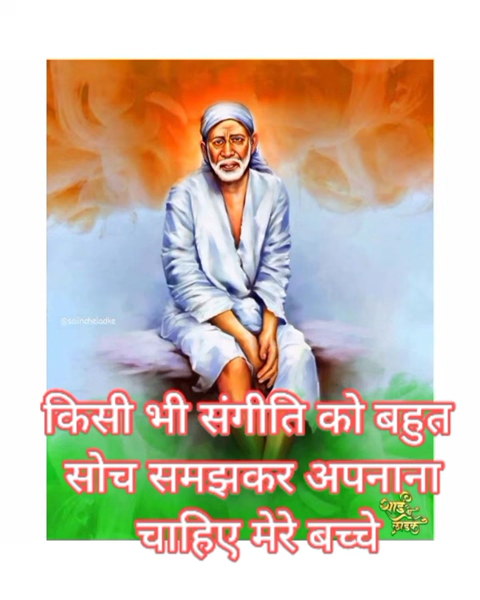 किसी भी संगीति को बहुत
सोच समझकर अपनाना
चाहिए मेरे बच्चे